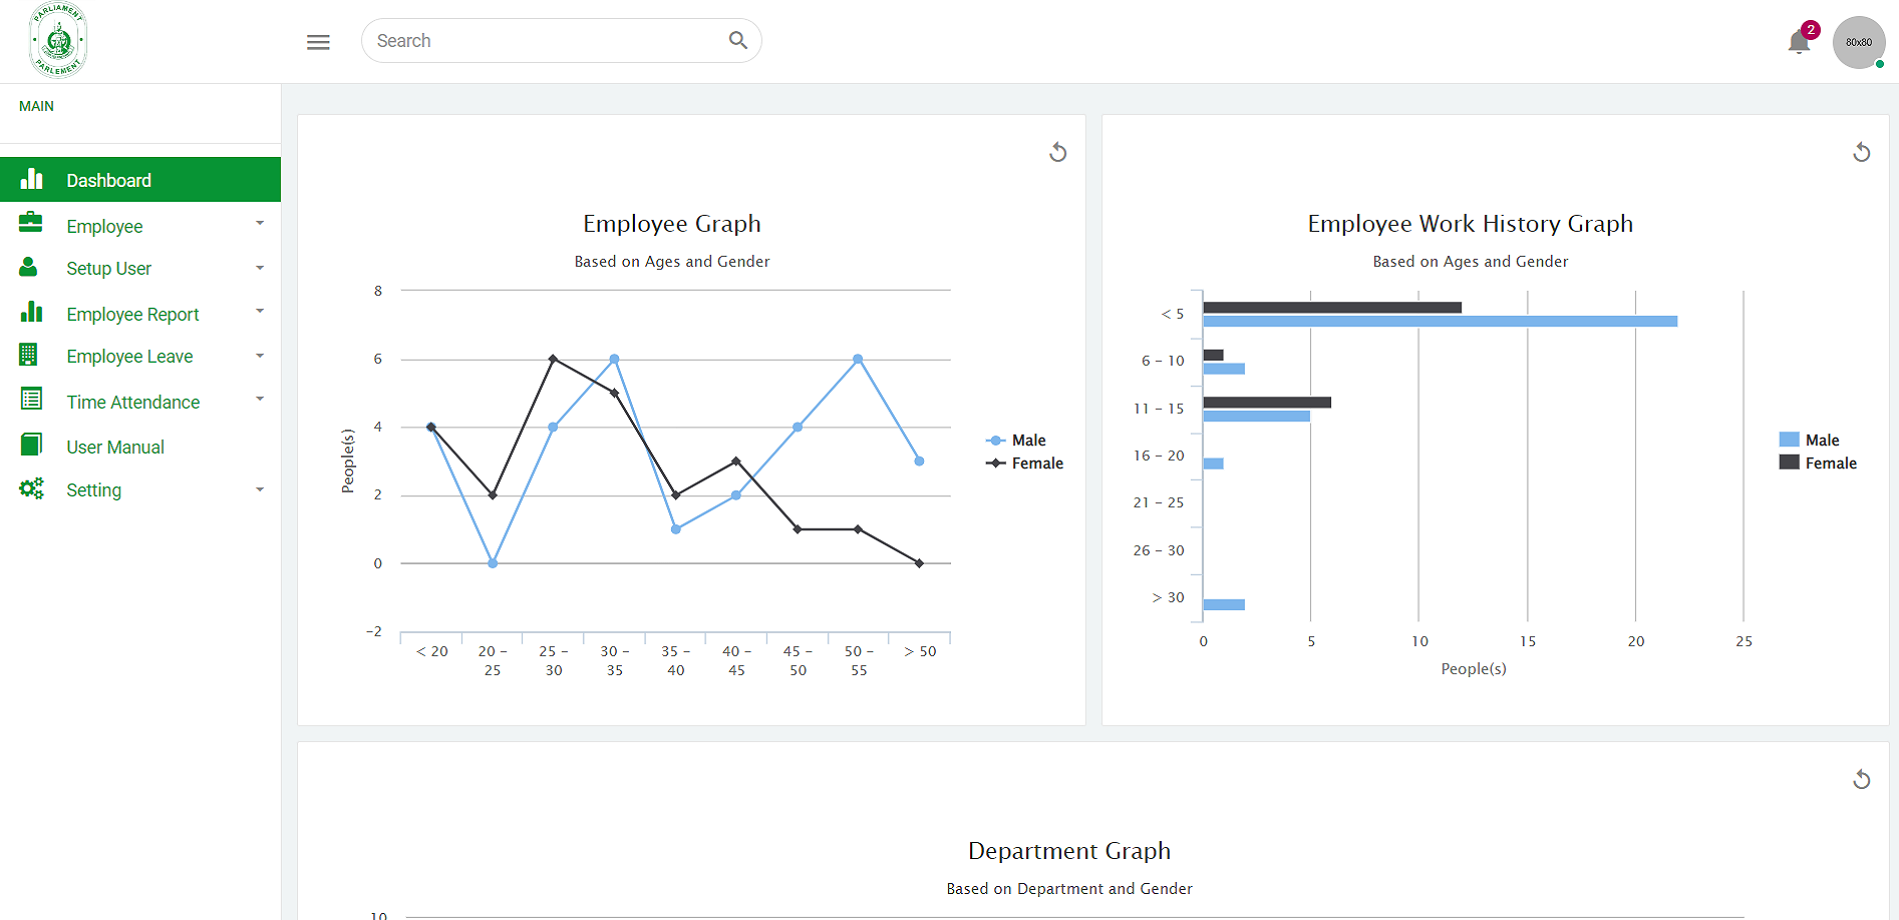 PARLIAMENT
PARLEMENT
Search
2
80x80
MAIN
Dashboard
Employee
Setup User
Employee Report
Employee Leave
Time Attendance
User Manual
Setting
Employee Graph
Based on Ages and Gender
People(s)
8
6
4
2
0
-2
< 20
20 -
25
25 -
30
30 -
35
35 -
40
40 -
45
45 -
50
50 -
55
> 50
Male
Female
Employee Work History Graph
Based on Ages and Gender
< 5
6 - 10
11 - 15
16 - 20
21 - 25
26 - 30
> 30
0 5 10 15 20 25
People(s)
Male
Female
Department Graph
Based on Department and Gender
10